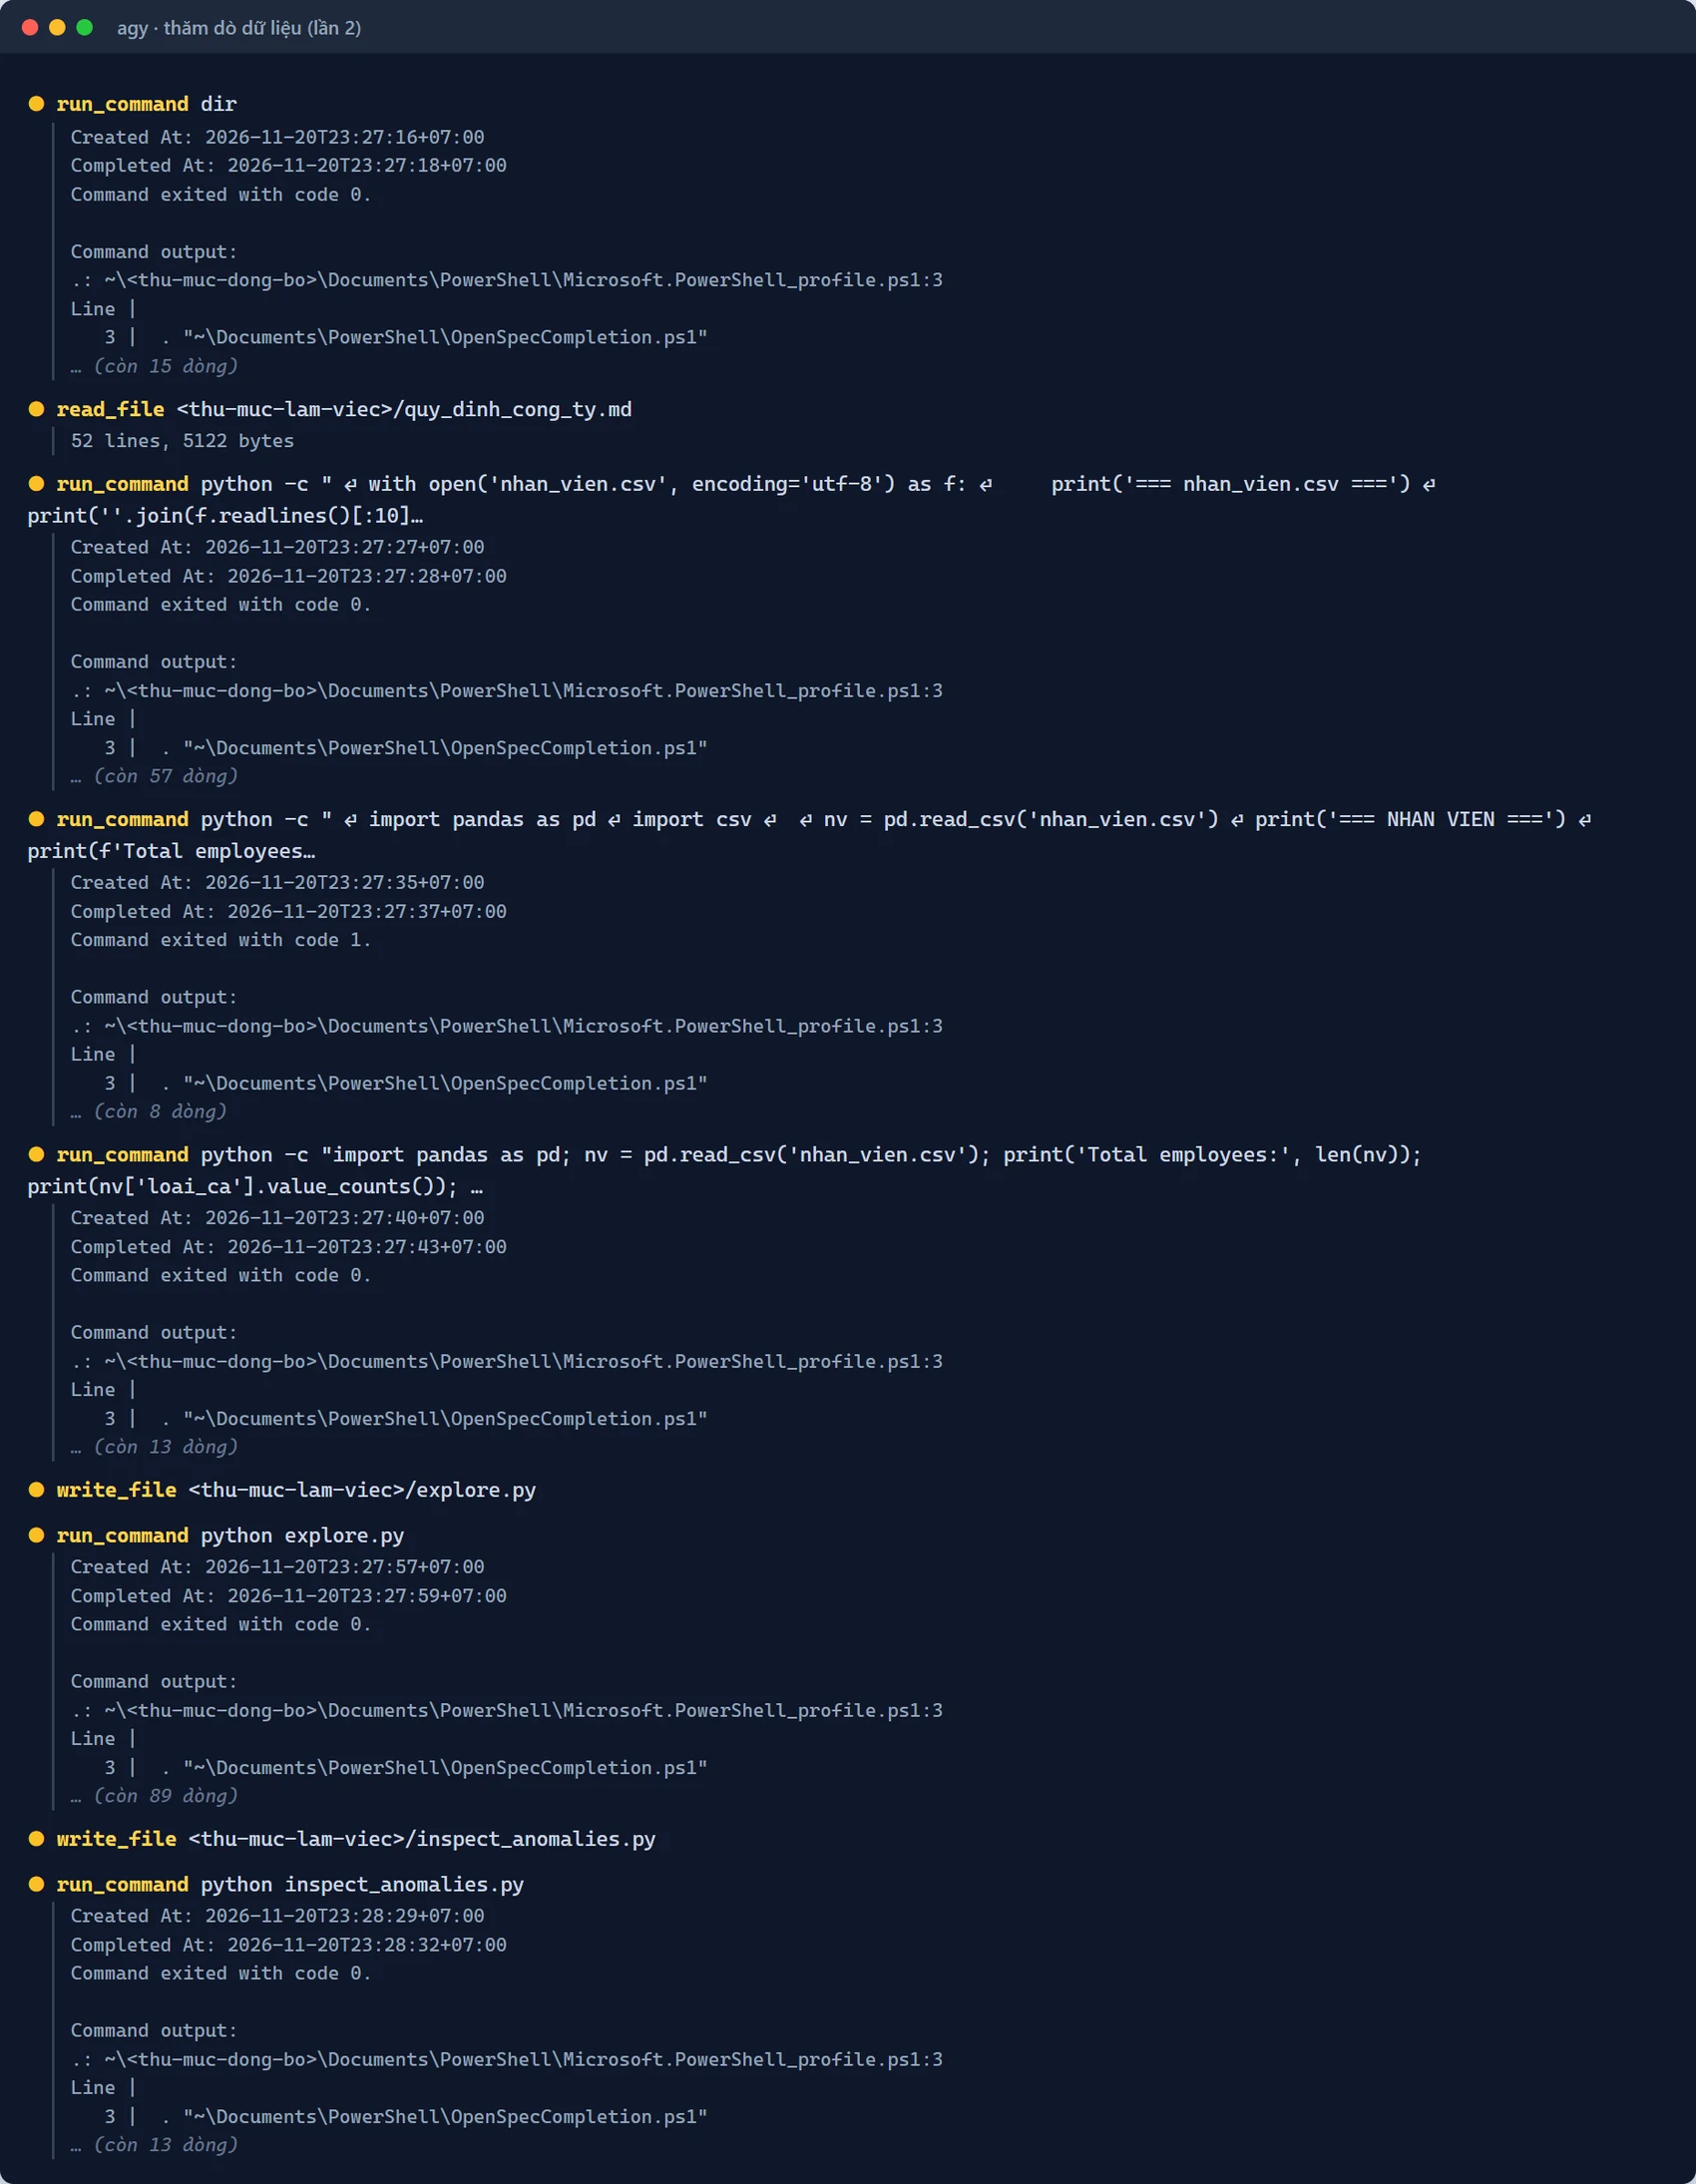 agy · thăm dò dữ liệu (lần 2)
● run_command dir
Created At: 2026-11-20T23:27:16+07:00
Completed At: 2026-11-20T23:27:18+07:00
Command exited with code 0.
Command output:
.: ~\<thu-muc-dong-bo>\Documents\PowerShell\Microsoft.PowerShell_profile.ps1:3
Line |
3 | . "~\Documents\PowerShell\OpenSpecCompletion.ps1"
… (còn 15 dòng)
● read_file <thu-muc-lam-viec>/quy_dinh_cong_ty.md
52 lines, 5122 bytes
● run_command python -c " ↵ with open('nhan_vien.csv', encoding='utf-8') as f: ↵ print('=== nhan_vien.csv ===') ↵
print(''.join(f.readlines()[:10]…
Created At: 2026-11-20T23:27:27+07:00
Completed At: 2026-11-20T23:27:28+07:00
Command exited with code 0.
Command output:
.: ~\<thu-muc-dong-bo>\Documents\PowerShell\Microsoft.PowerShell_profile.ps1:3
Line |
3 | . "~\Documents\PowerShell\OpenSpecCompletion.ps1"
… (còn 57 dòng)
● run_command python -c " ↵ import pandas as pd ↵ import csv ↵ ↵ nv = pd.read_csv('nhan_vien.csv') ↵ print('=== NHAN VIEN ===') ↵
print(f'Total employees…
Created At: 2026-11-20T23:27:35+07:00
Completed At: 2026-11-20T23:27:37+07:00
Command exited with code 1.
Command output:
.: ~\<thu-muc-dong-bo>\Documents\PowerShell\Microsoft.PowerShell_profile.ps1:3
Line |
3 | . "~\Documents\PowerShell\OpenSpecCompletion.ps1"
… (còn 8 dòng)
● run_command python -c "import pandas as pd; nv = pd.read_csv('nhan_vien.csv'); print('Total employees:', len(nv));
print(nv['loai_ca'].value_counts()); …
Created At: 2026-11-20T23:27:40+07:00
Completed At: 2026-11-20T23:27:43+07:00
Command exited with code 0.
Command output:
.: ~\<thu-muc-dong-bo>\Documents\PowerShell\Microsoft.PowerShell_profile.ps1:3
Line |
3 | . "~\Documents\PowerShell\OpenSpecCompletion.ps1"
… (còn 13 dòng)
● write_file <thu-muc-lam-viec>/explore.py
● run_command python explore.py
Created At: 2026-11-20T23:27:57+07:00
Completed At: 2026-11-20T23:27:59+07:00
Command exited with code 0.
Command output:
.: ~\<thu-muc-dong-bo>\Documents\PowerShell\Microsoft.PowerShell_profile.ps1:3
Line |
3 | . "~\Documents\PowerShell\OpenSpecCompletion.ps1"
… (còn 89 dòng)
● write_file <thu-muc-lam-viec>/inspect_anomalies.py
● run_command python inspect_anomalies.py
Created At: 2026-11-20T23:28:29+07:00
Completed At: 2026-11-20T23:28:32+07:00
Command exited with code 0.
Command output:
.: ~\<thu-muc-dong-bo>\Documents\PowerShell\Microsoft.PowerShell_profile.ps1:3
Line |
3 | . "~\Documents\PowerShell\OpenSpecCompletion.ps1"
… (còn 13 dòng)